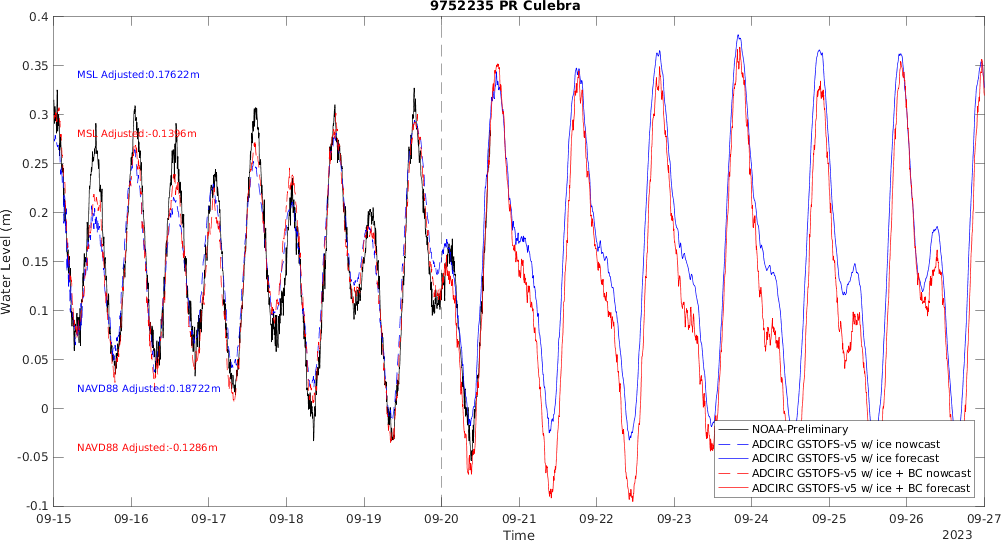 9752235 PR Culebra
0.4
0.35
0.3
0.25
0.2
0.15
0.1
0.05
0
-0.05
-0.1
Water Level (m)
MSL Adjusted:0.17622m
MSL Adjusted:-0.1396m
NAVD88 Adjusted:0.18722m
NAVD88 Adjusted:-0.1286m
NOAA-Preliminary
ADCIRC GSTOFS-v5 w/ ice nowcast
ADCIRC GSTOFS-v5 w/ ice forecast
ADCIRC GSTOFS-v5 w/ ice + BC nowcast
ADCIRC GSTOFS-v5 w/ ice + BC forecast
09-15 09-16 09-17 09-18 09-19 09-20 09-21 09-22 09-23 09-24 09-25 09-26 09-27
Time
2023